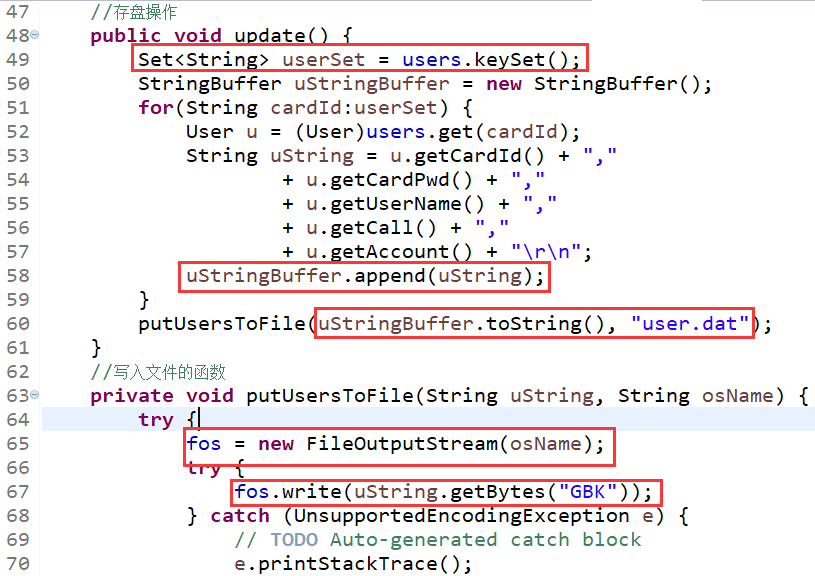 47 //存盘操作
48 public void update() {
49 Set<String> userSet = users.keySet();
50 StringBuffer uStringBuffer = new StringBuffer();
51 for(String cardId:userSet) {
52 User u = (User)users.get(cardId);
53 String uString = u.getCardId() + ","
54 + u.getCardPwd() + ","
55 + u.getUserName() + ","
56 + u.getCall() + ","
57 + u.getAccount() + "\r\n";
58 uStringBuffer.append(uString);
59 }
60 putUsersToFile(uStringBuffer.toString(), "user.dat");
61 }
62 //写入文件的函数
63 private void putUsersToFile(String uString, String osName) {
64 try {
65 fos = new FileOutputStream(osName);
66 try {
67 fos.write(uString.getBytes("GBK"));
68 } catch (UnsupportedEncodingException e) {
69 // TODO Auto-generated catch block
70 e.printStackTrace();